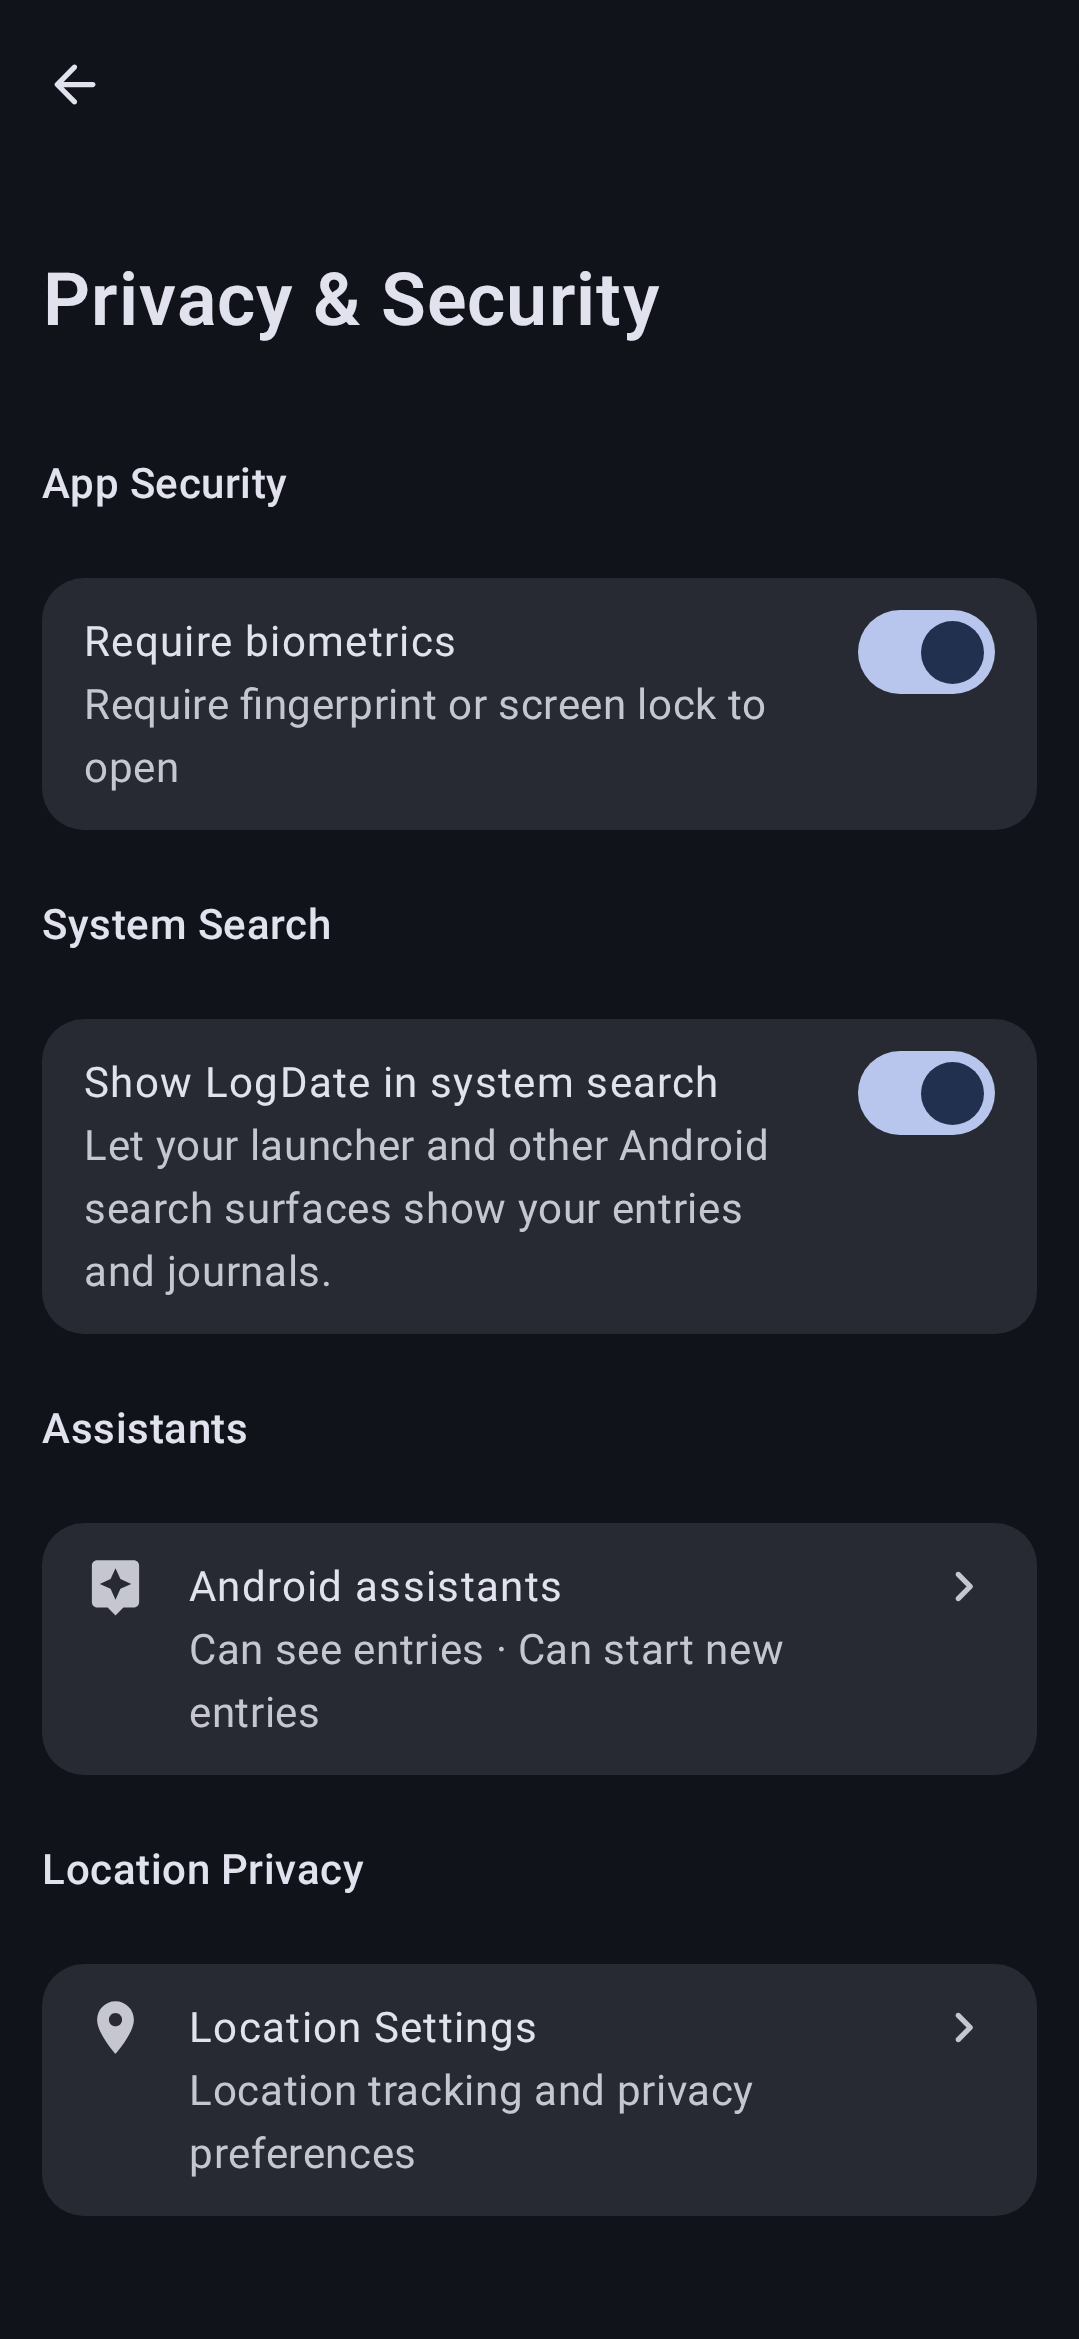 Privacy & Security
App Security
Require biometrics
Require fingerprint or screen lock to
open
System Search
Show LogDate in system search
Let your launcher and other Android
search surfaces show your entries
and journals.
Assistants
Android assistants
Can see entries · Can start new
entries
Location Privacy
Location Settings
Location tracking and privacy
preferences